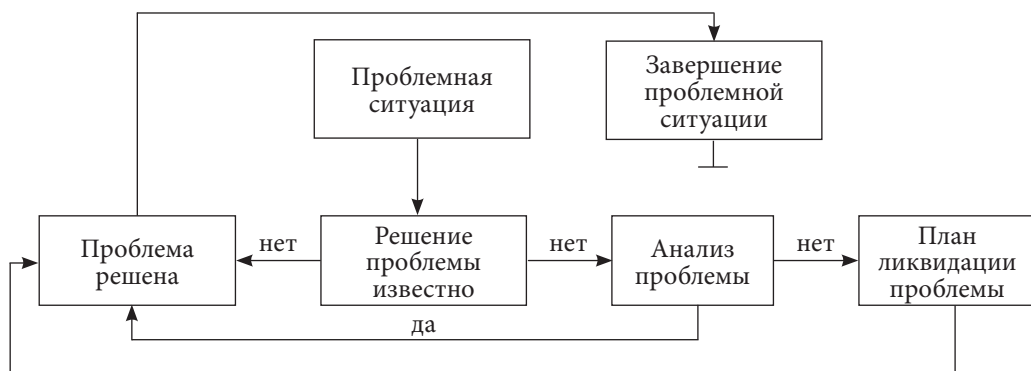 Проблемная
ситуация
Завершение
проблемной
ситуации
Проблема
решена
нет
Решение
проблемы
известно
нет
Анализ
проблемы
нет
План
ликвидации
проблемы
да